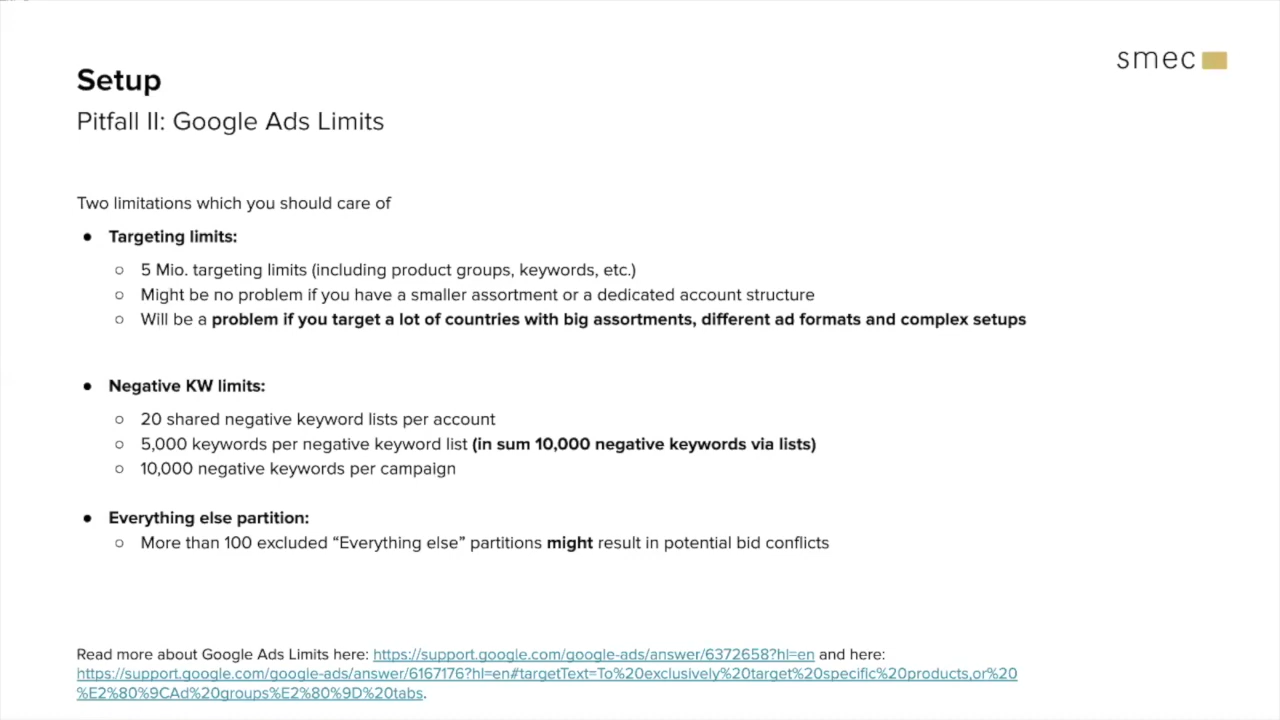 smec
Setup
Pitfall II: Google Ads Limits
Two limitations which you should care of
● Targeting limits:
○ 5 Mio. targeting limits (including product groups, keywords, etc.)
○ Might be no problem if you have a smaller assortment or a dedicated account structure
○ Will be a problem if you target a lot of countries with big assortments, different ad formats and complex setups
● Negative KW limits:
○ 20 shared negative keyword lists per account
○ 5,000 keywords per negative keyword list (in sum 10,000 negative keywords via lists)
○ 10,000 negative keywords per campaign
● Everything else partition:
○ More than 100 excluded “Everything else” partitions might result in potential bid conflicts
Read more about Google Ads Limits here: https://support.google.com/google-ads/answer/6372658?hl=en and here:
https://support.google.com/google-ads/answer/6167176?hl=en#targetText=To%20exclusively%20target%20specific%20products,or%20
%E2%80%9CAd%20groups%E2%80%9D%20tabs.